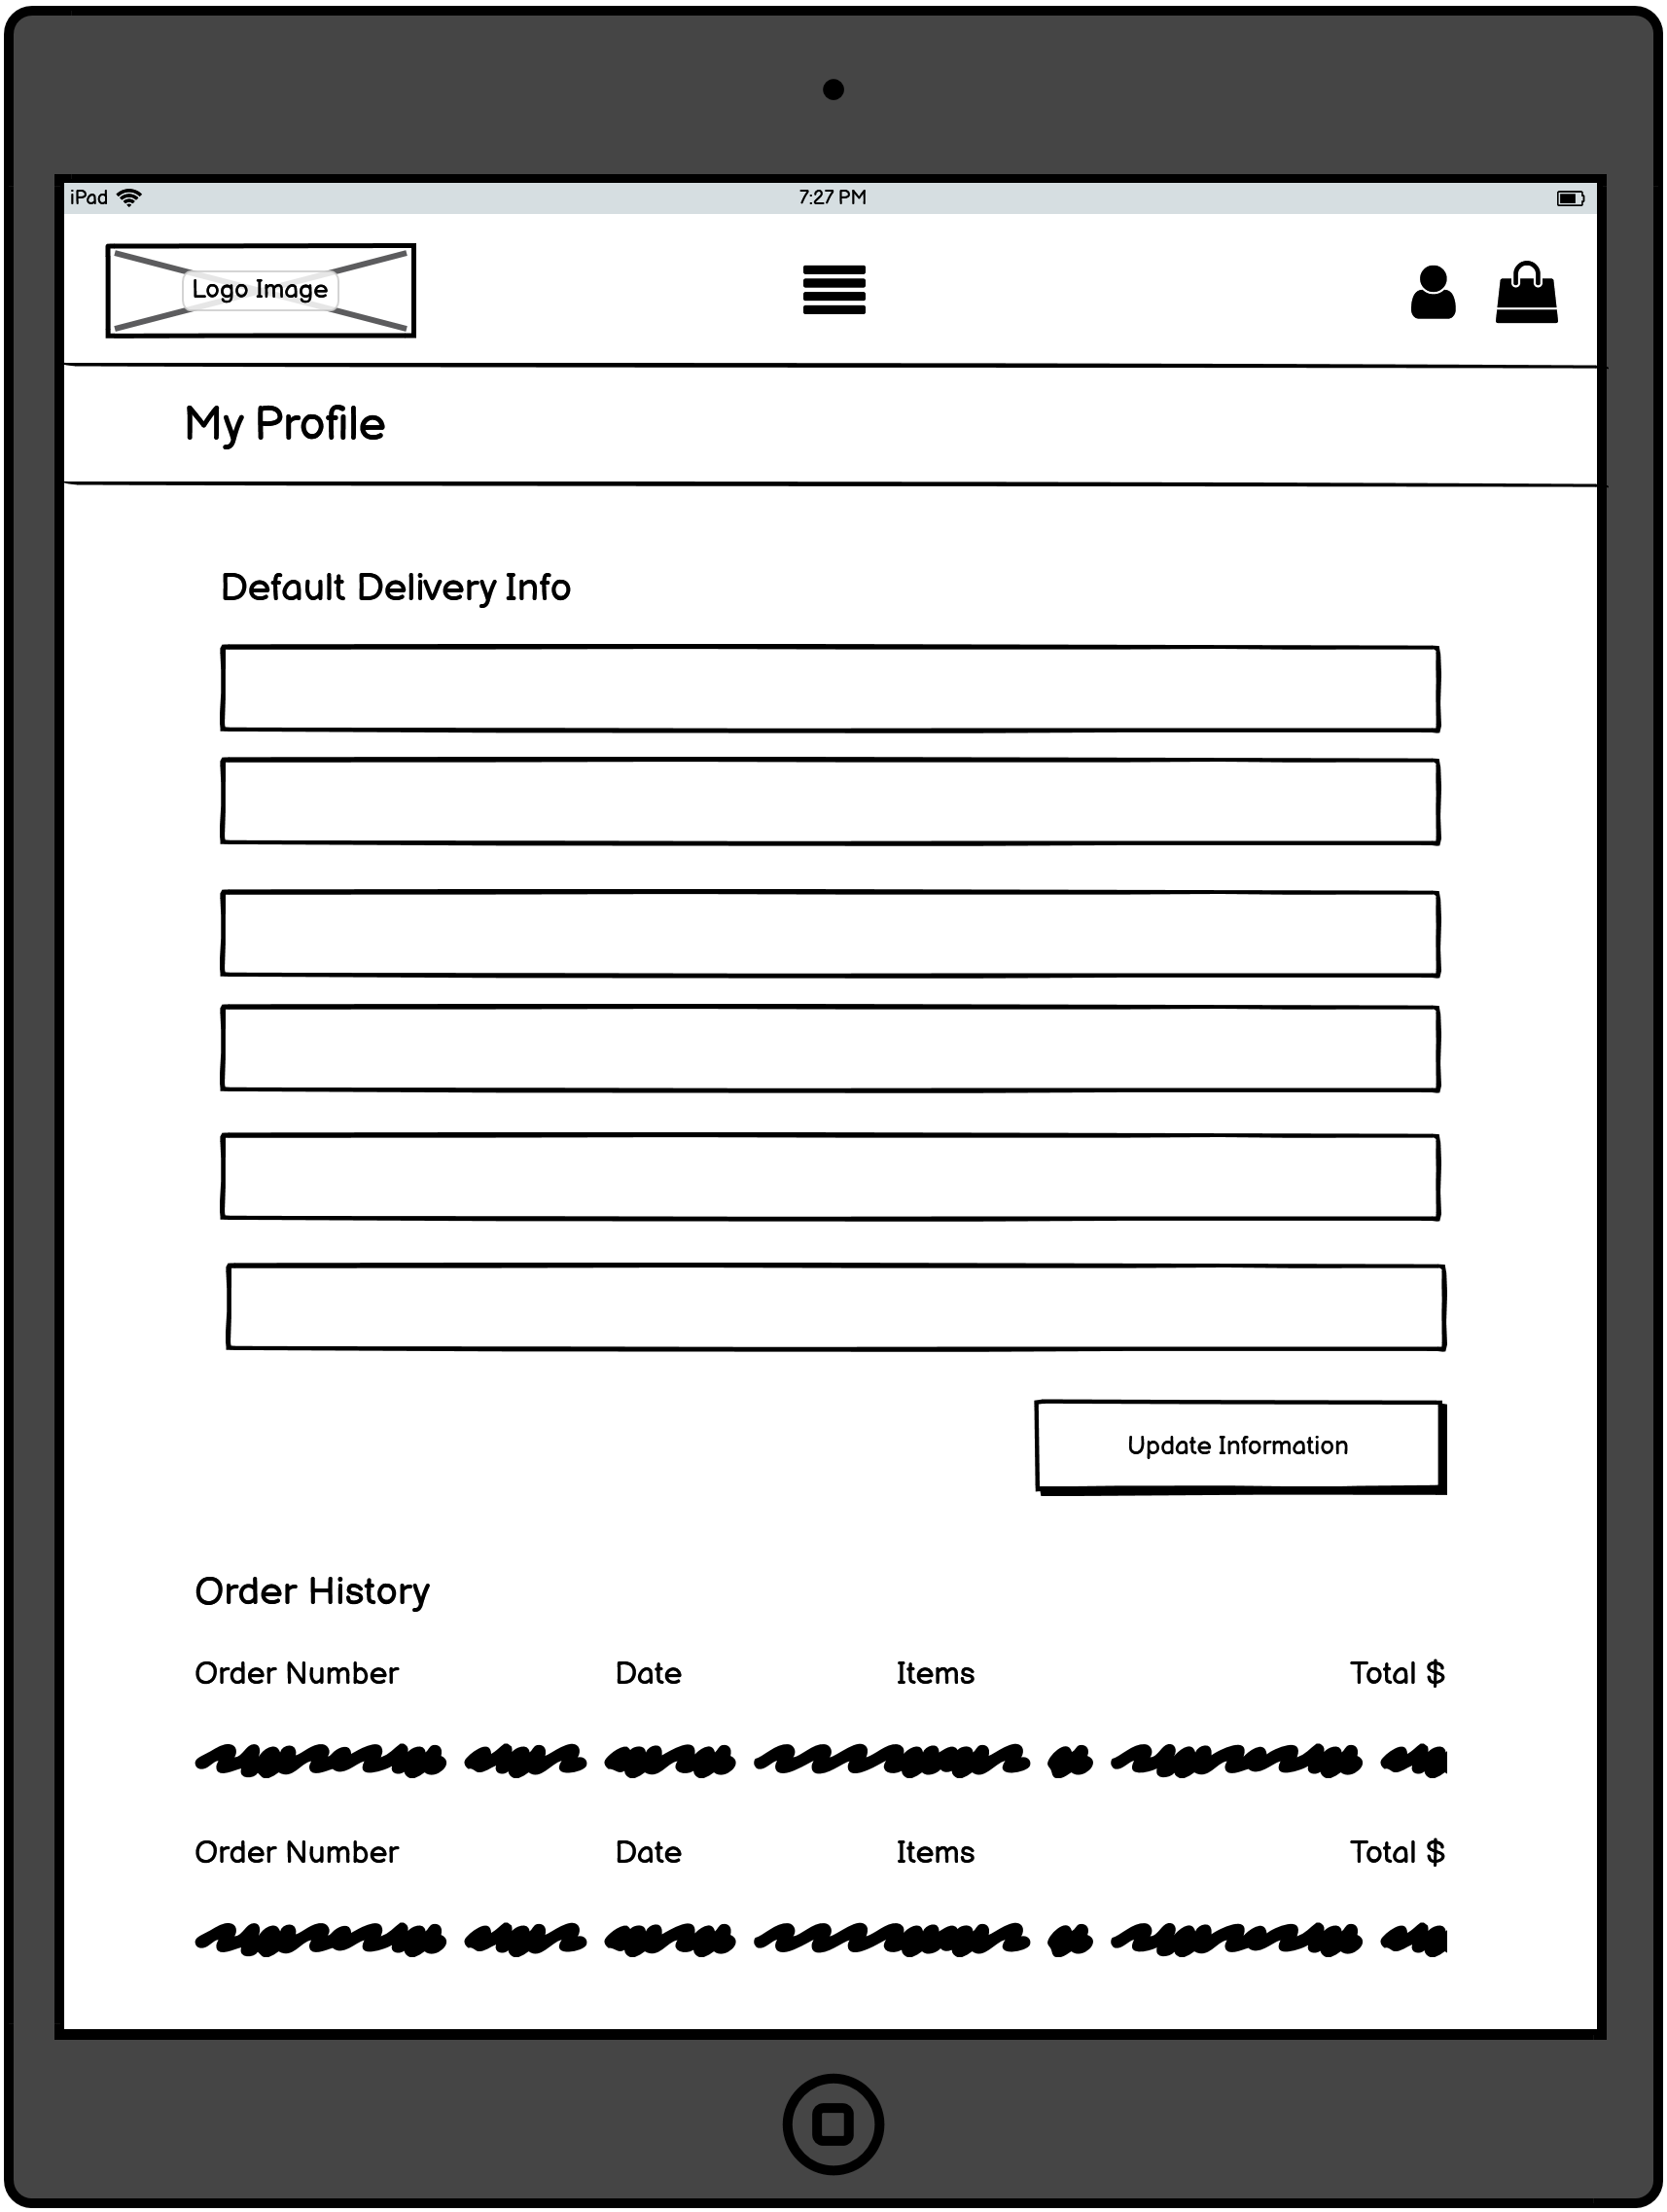 iPad 7:27 PM
Logo Image
My Profile
Default Delivery Info
Update Information
Order History
Order Number Date Items Total $
Order Number Date Items Total $